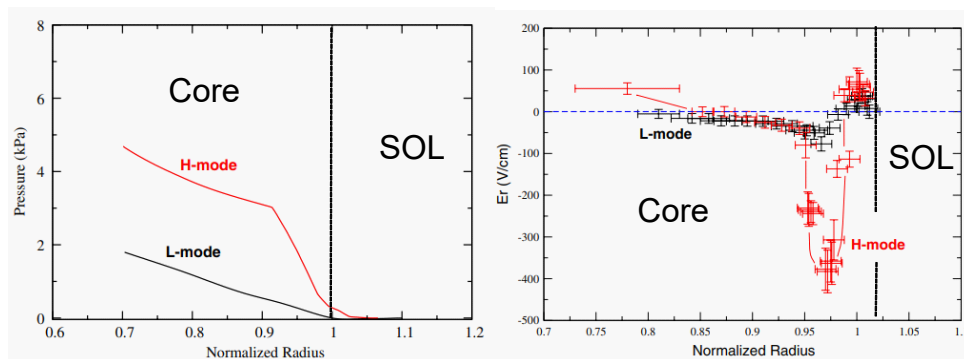 8
6
4
2
0
Pressure (kPa)
Core
SOL
H-mode
L-mode
0.6
0.7
0.8
0.9
1
1.1
1.2
Normalized Radius
200
100
0
-100
-200
-300
-400
-500
Er (V/cm)
L-mode
Core
SOL
H-mode
0.7
0.75
0.8
0.85
0.9
0.95
1
1.05
1.
Normalized Radius